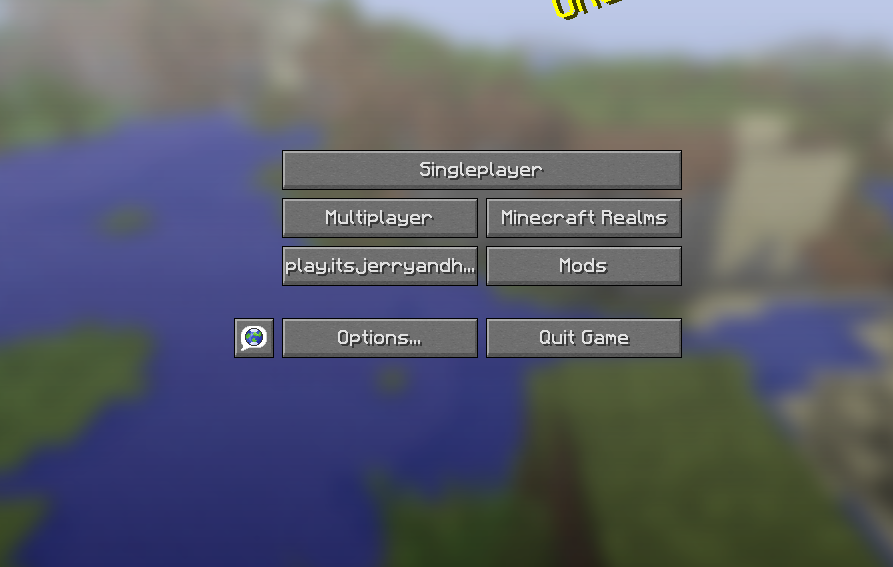 Singleplayer
Multiplayer
Minecraft Realms
play.itsjerryandh...
Mods
Options...
Quit Game